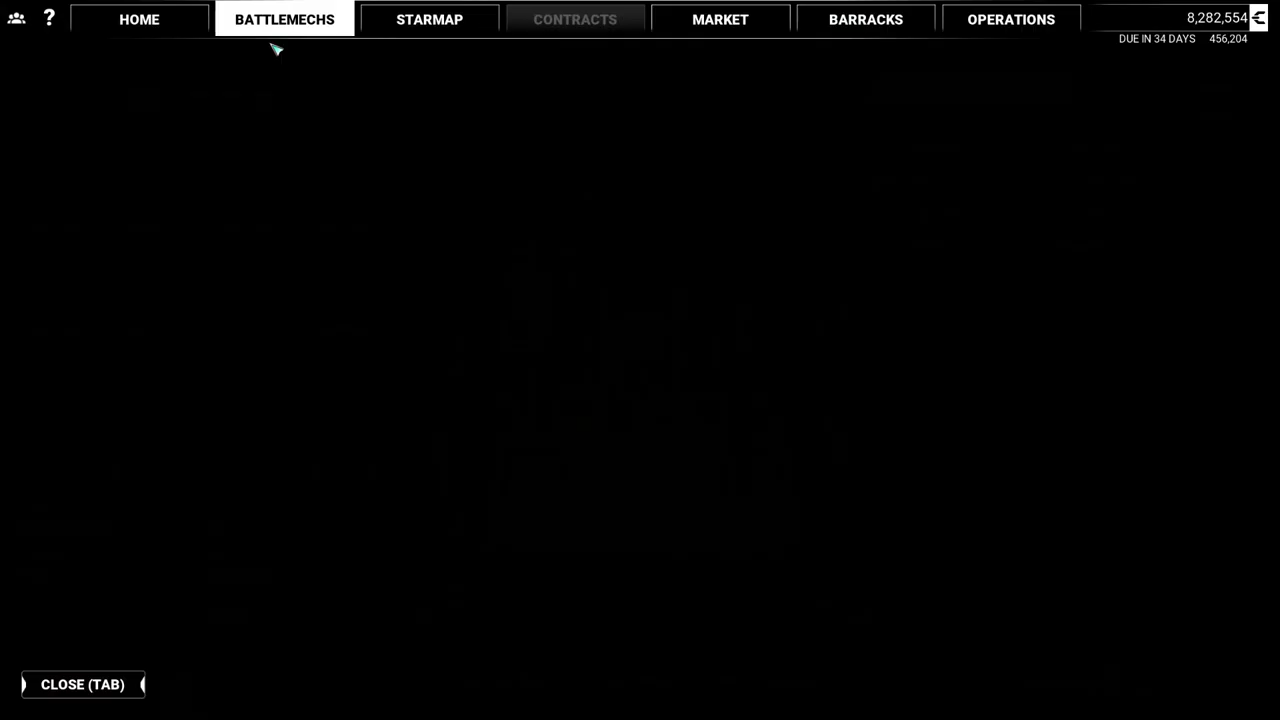 ?
HOME
BATTLEMECHS
STARMAP
CONTRACTS
MARKET
BARRACKS
OPERATIONS
8,282,554
DUE IN 34 DAYS 456,204
CLOSE (TAB)